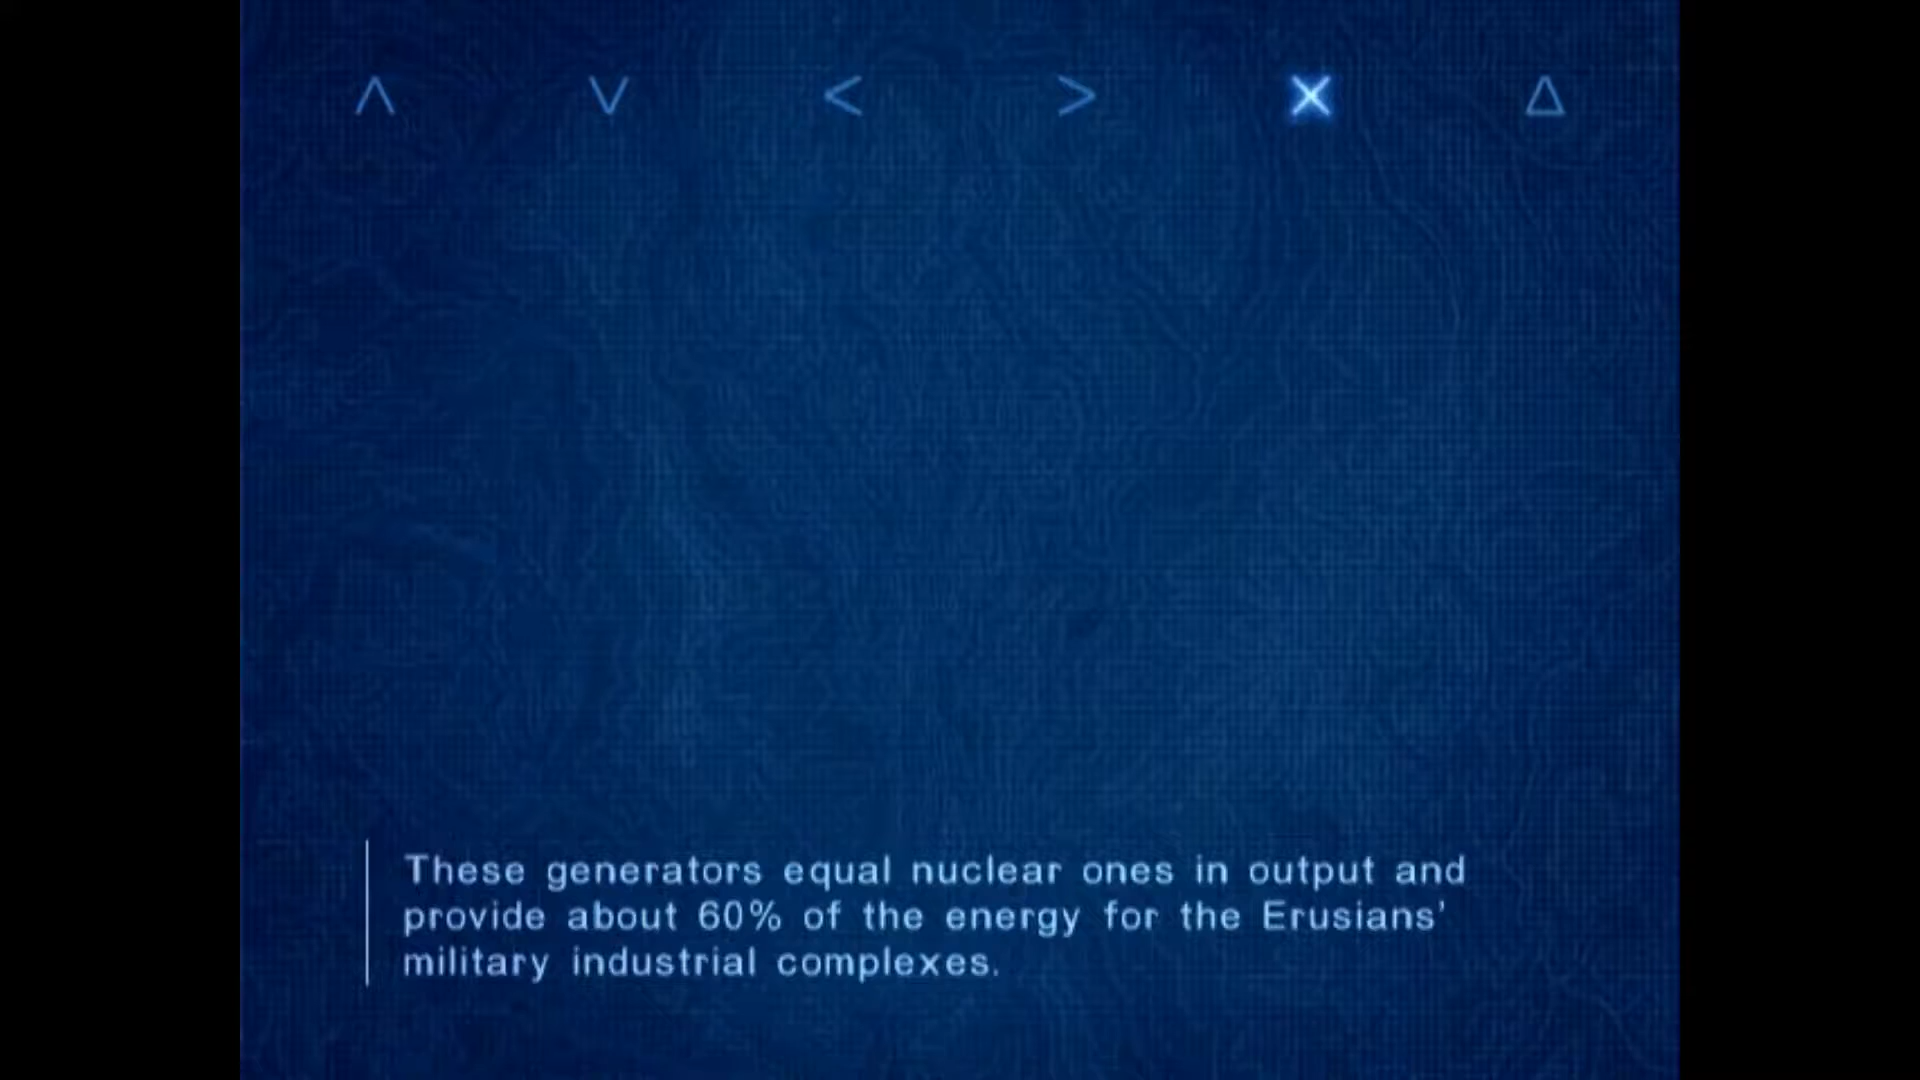 These generators equal nuclear ones in output and
provide about 60% of the energy for the Erusians'
military industrial complexes.